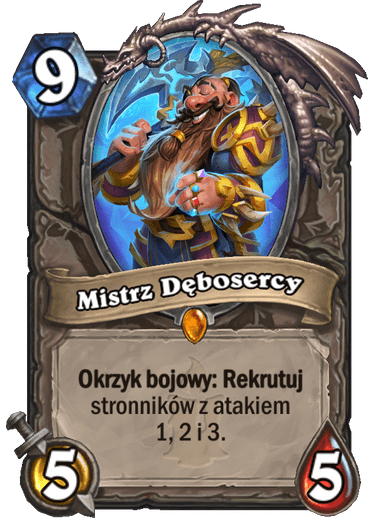 9
Mistrz Dębosercy
Okrzyk bojowy: Rekrutuj
stronników z atakiem
1, 2 i 3.
5
5